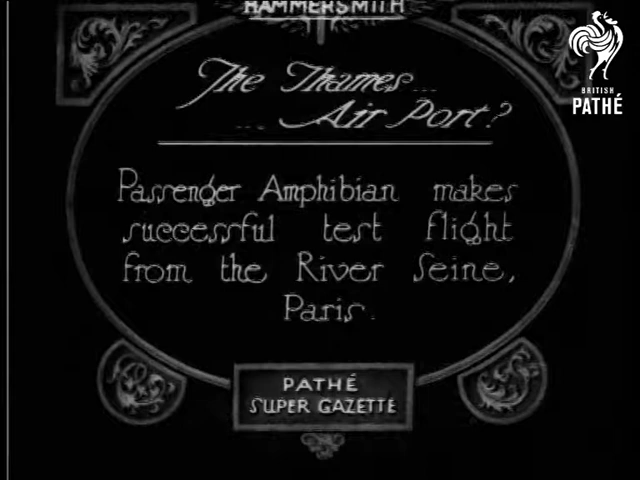 HAMMERSMITH
The Thames...
... Air Port?
Passenger Amphibian makes
successful test flight
from the River Seine,
Paris.
PATHÉ
SUPER GAZETTE
BRITISH
PATHÉ